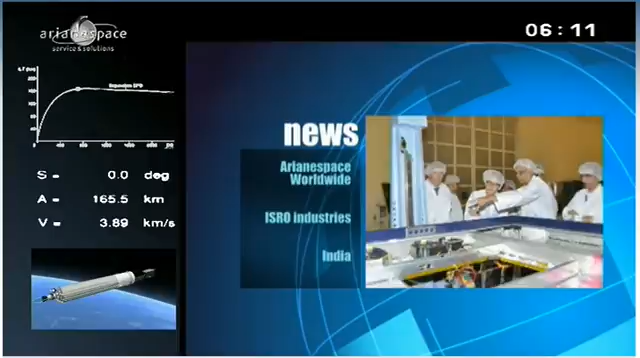 arianespace
service & solutions
06:11
news
Arianespace
Worldwide
ISRO industries
India
S = 0.0 deg
A = 165.5 km
V = 3.89 km/s